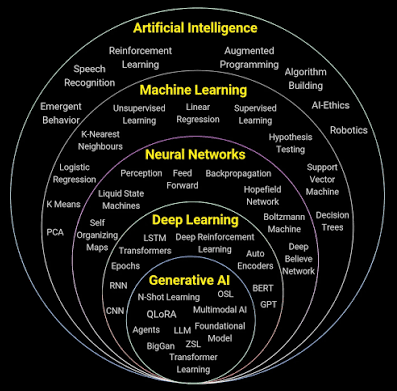 Artificial Intelligence
Reinforcement
Learning
Augmented
Programming
Speech
Recognition
Algorithm
Building
Machine Learning
Emergent
Behavior
Unsupervised
Learning
Linear
Regression
Supervised
Learning
AI-Ethics
Robotics
K-Nearest
Neighbours
Hypothesis
Testing
Neural Networks
Logistic
Regression
Perception
Feed
Forward
Backpropagation
Support
Vector
Machine
Liquid State
Machines
Hopefield
Network
K Means
Deep Learning
Self
Organizing
Maps
Boltzmann
Machine
Decision
Trees
PCA
LSTM
Transformers
Deep Reinforcement
Learning
Epochs
Auto
Encoders
Deep
Believe
Network
Generative AI
RNN
N-Shot Learning
OSL
BERT
CNN
QLoRA
Multimodal AI
GPT
Agents
LLM
Foundational
Model
BigGan
ZSL
Transformer
Learning